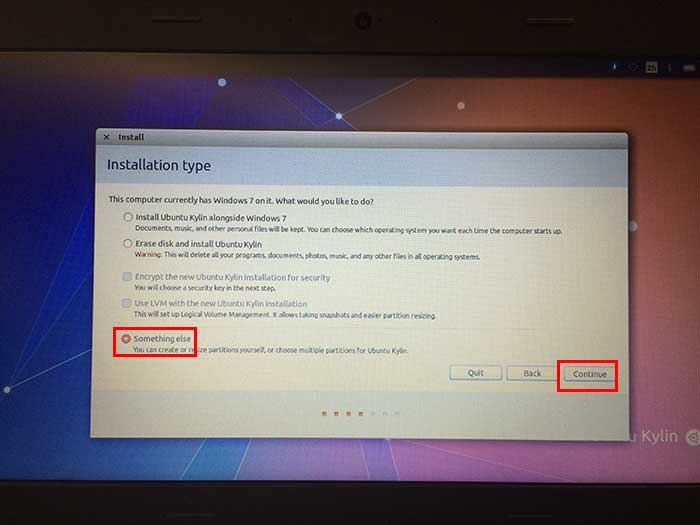 Zh
× Install
Installation type
This computer currently has Windows 7 on it. What would you like to do?
Install Ubuntu Kylin alongside Windows 7
Documents, music, and other personal files will be kept. You can choose which operating system you want each time the computer starts up.
Erase disk and install Ubuntu Kylin
Warning: This will delete all your programs, documents, photos, music, and any other files in all operating systems.
Encrypt the new Ubuntu Kylin installation for security
You will choose a security key in the next step.
Use LVM with the new Ubuntu Kylin installation
This will set up Logical Volume Management. It allows taking snapshots and easier partition resizing.
Something else
You can create or resize partitions yourself, or choose multiple partitions for Ubuntu Kylin.
Quit Back Continue
Kylin